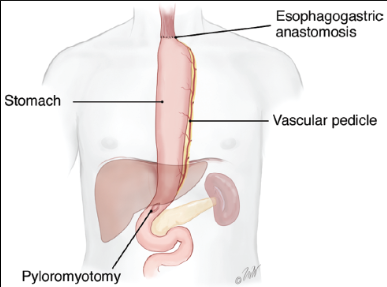 Esophagogastric
anastomosis
Stomach
Vascular pedicle
Pyloromyotomy